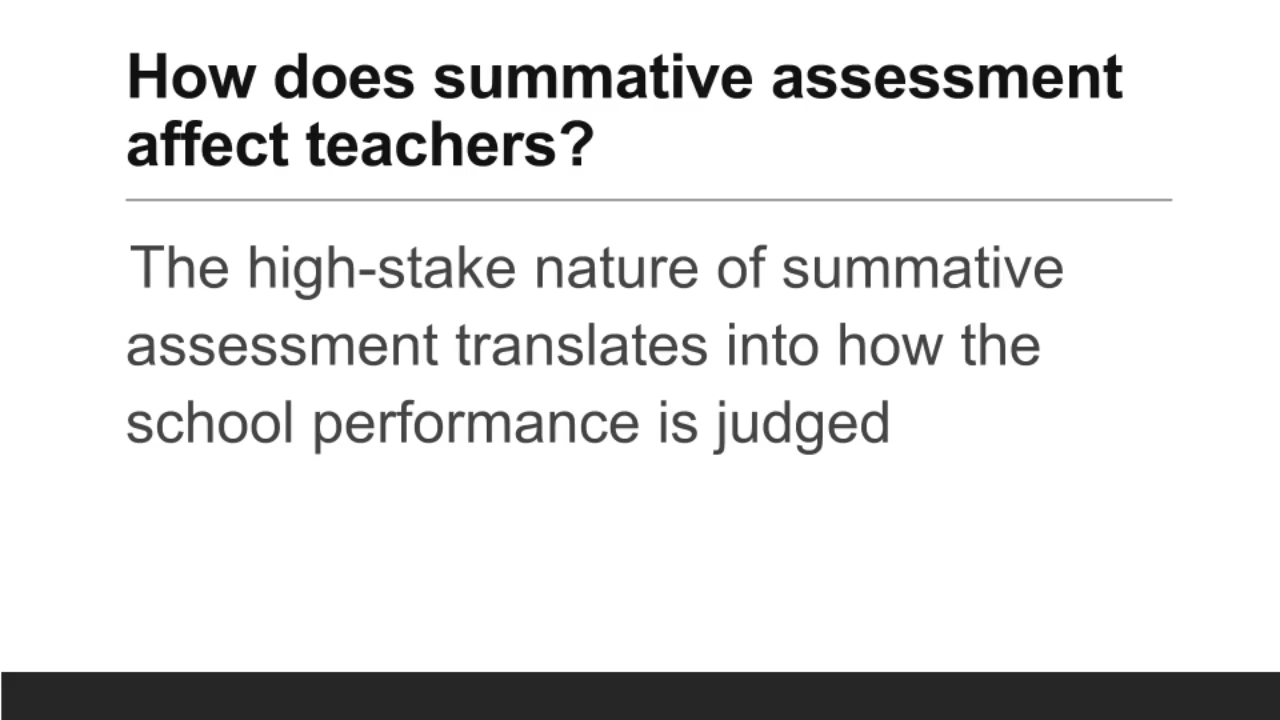 How does summative assessment
affect teachers?
The high-stake nature of summative
assessment translates into how the
school performance is judged